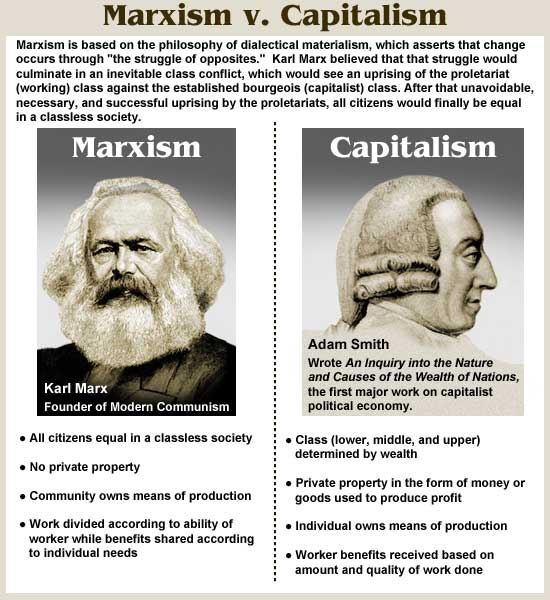 Marxism v. Capitalism
Marxism is based on the philosophy of dialectical materialism, which asserts that change
occurs through "the struggle of opposites."  Karl Marx believed that that struggle would
culminate in an inevitable class conflict, which would see an uprising of the proletariat
(working) class against the established bourgeois (capitalist) class. After that unavoidable,
necessary, and successful uprising by the proletariats, all citizens would finally be equal
in a classless society.
Marxism
Karl Marx
Founder of Modern Communism
● All citizens equal in a classless society
● No private property
● Community owns means of production
● Work divided according to ability of
worker while benefits shared according
to individual needs
Capitalism
Adam Smith
Wrote An Inquiry into the Nature
and Causes of the Wealth of Nations,
the first major work on capitalist
political economy.
● Class (lower, middle, and upper)
determined by wealth
● Private property in the form of money or
goods used to produce profit
● Individual owns means of production
● Worker benefits received based on
amount and quality of work done